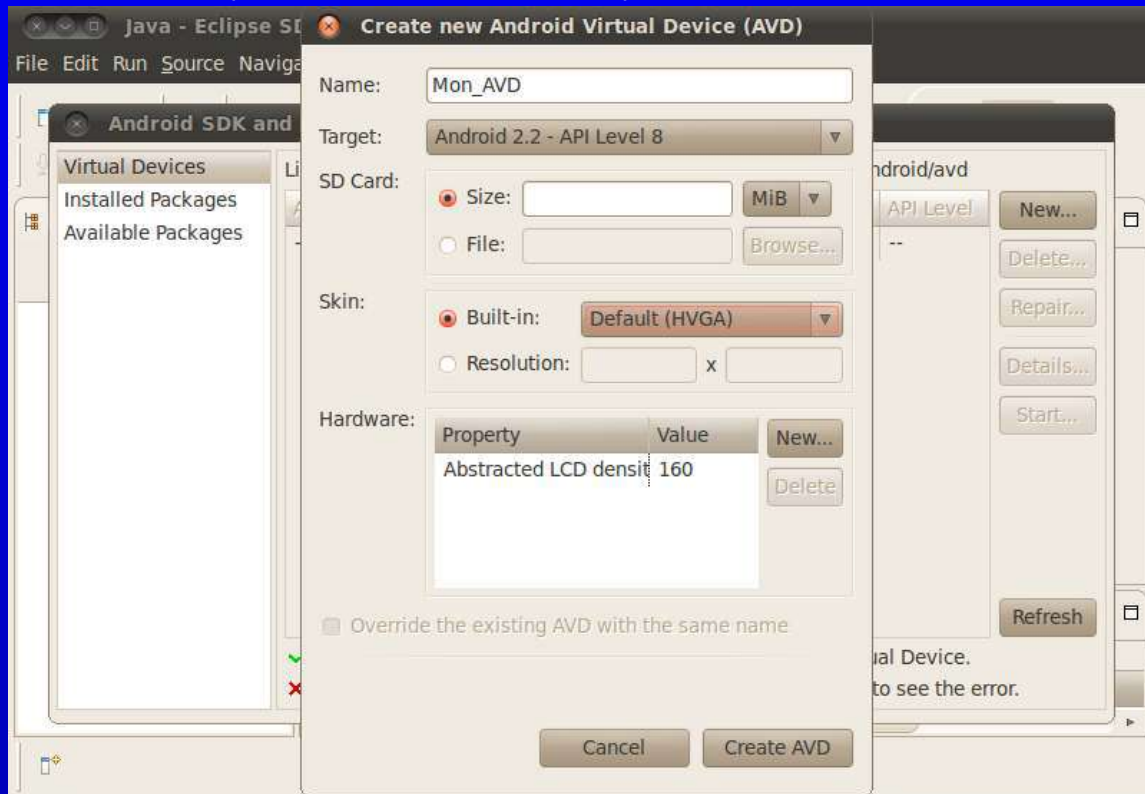 Java - Eclipse SD
File Edit Run Source Naviga
Android SDK and
Virtual Devices
Installed Packages
Available Packages
Create new Android Virtual Device (AVD)
Name: Mon_AVD
Target: Android 2.2 - API Level 8
SD Card:
Size: MiB
File: Browse...
Skin:
Built-in: Default (HVGA)
Resolution: x
Hardware:
Property Value
Abstracted LCD densit 160
New...
Delete
Override the existing AVD with the same name
Cancel Create AVD
ndroid/avd
API Level
--
New...
Delete...
Repair...
Details...
Start...
Refresh
ual Device.
to see the error.